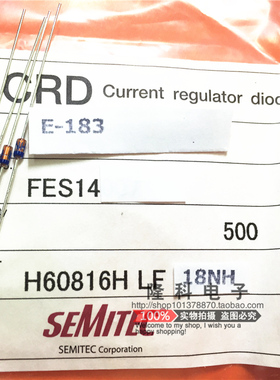 CRD Current regulator diod
E-183
FES14
500
H60816H LF 18NH
隆科电子
http://shop101378870.taobao.com
100% 实物拍摄
welcome to my shop, I wish you
a happy shopping!
SEMITEC
SEMITEC Corporation